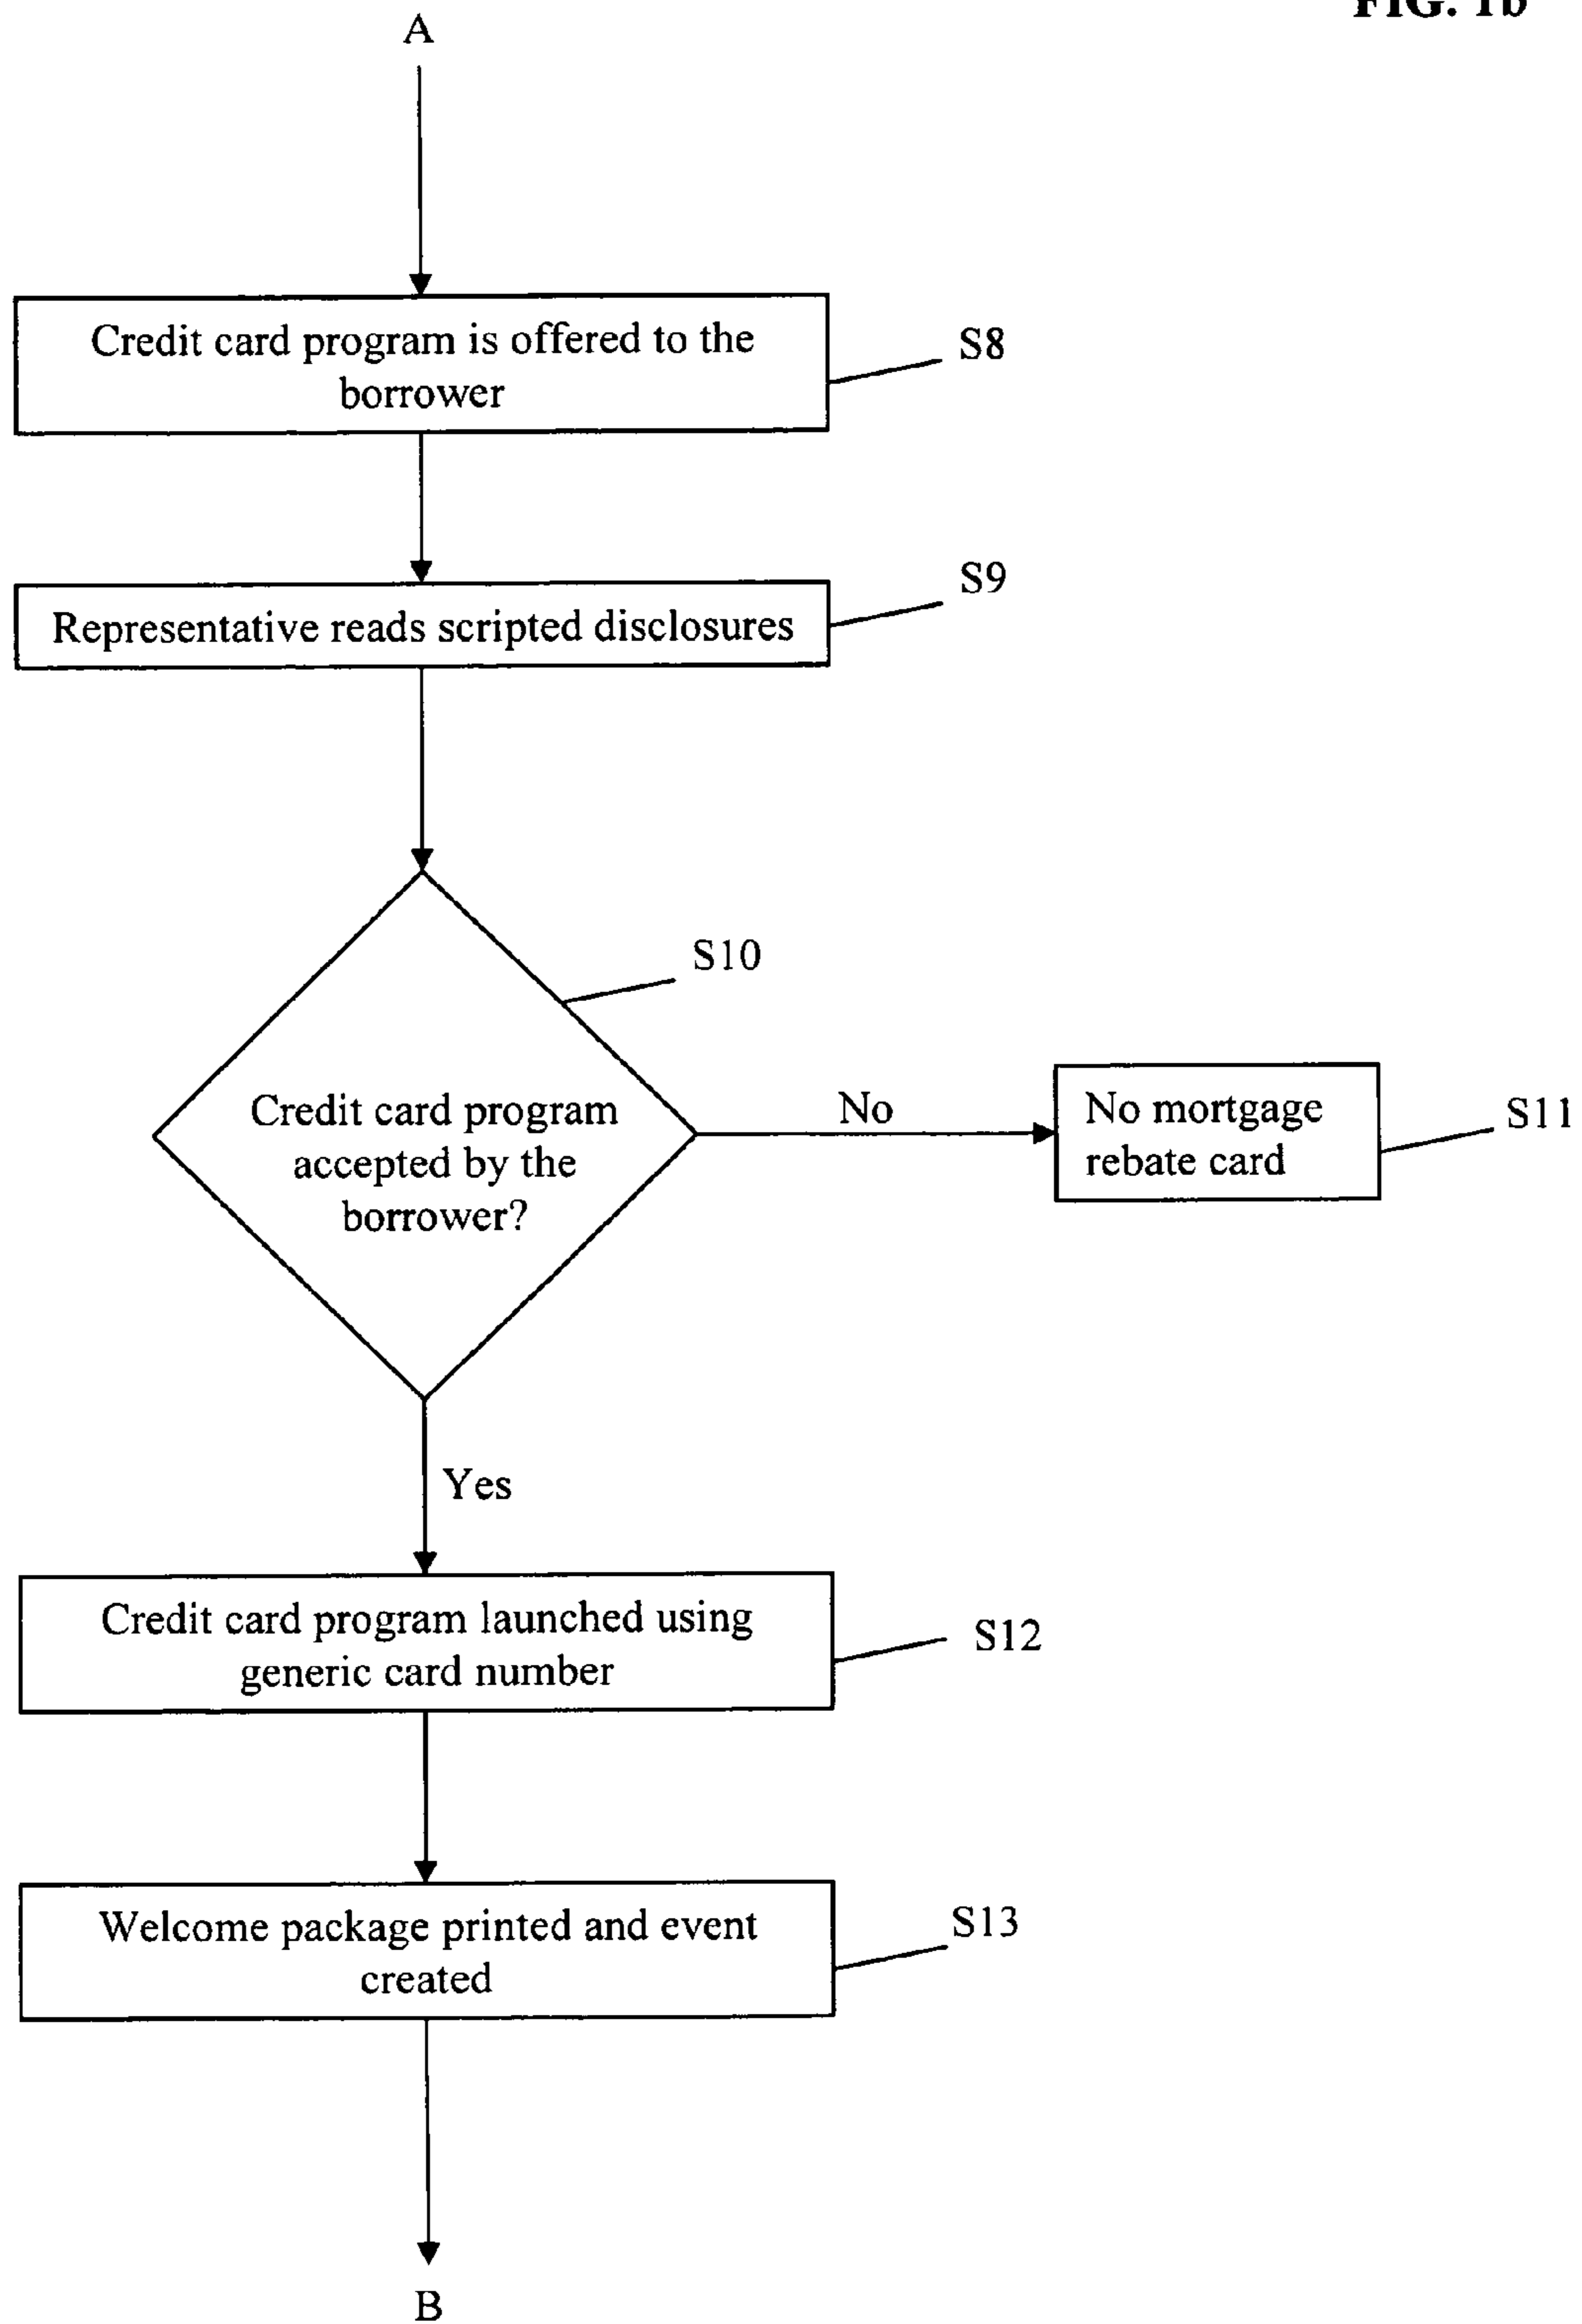 FIG. 1b
A
Credit card program is offered to the
borrower
S8
Representative reads scripted disclosures
S9
S10
Credit card program
accepted by the
borrower?
No
No mortgage
rebate card
S11
Yes
Credit card program launched using
generic card number
S12
Welcome package printed and event
created
S13
B